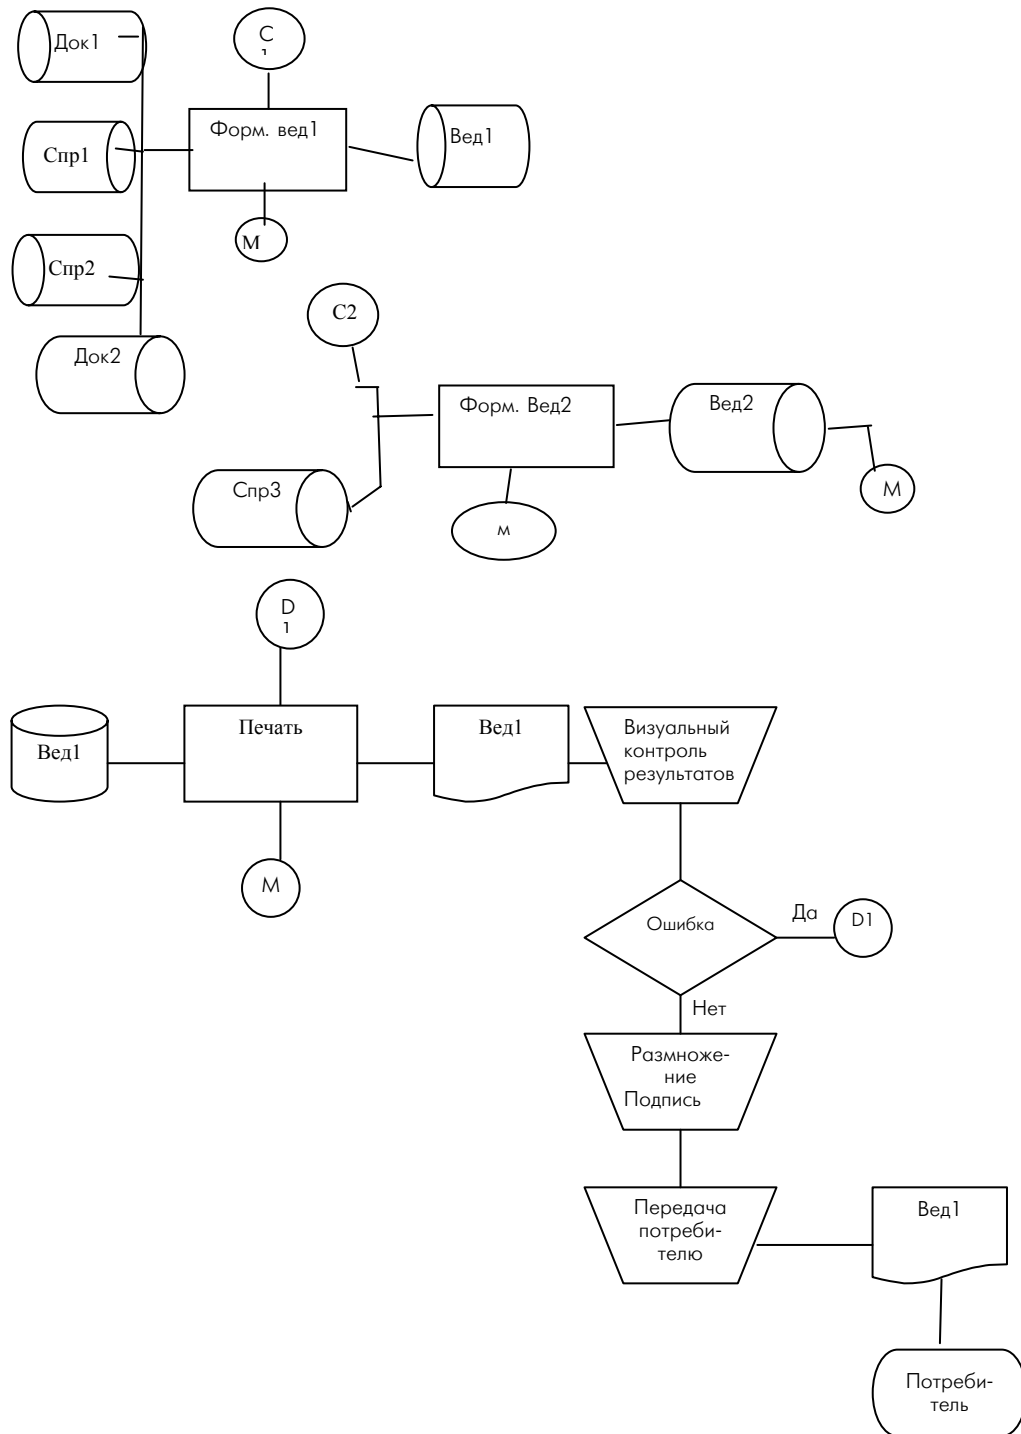 Док1
С
1
Форм. вед1
Вед1
Спр1
М
Спр2
С2
Док2
Форм. Вед2
Вед2
Спр3
М
м
D
1
Вед1
Печать
Вед1
Визуальный
контроль
результатов
М
Ошибка
Да
D1
Нет
Размноже-
ние
Подпись
Передача
потреби-
телю
Вед1
Потреби-
тель